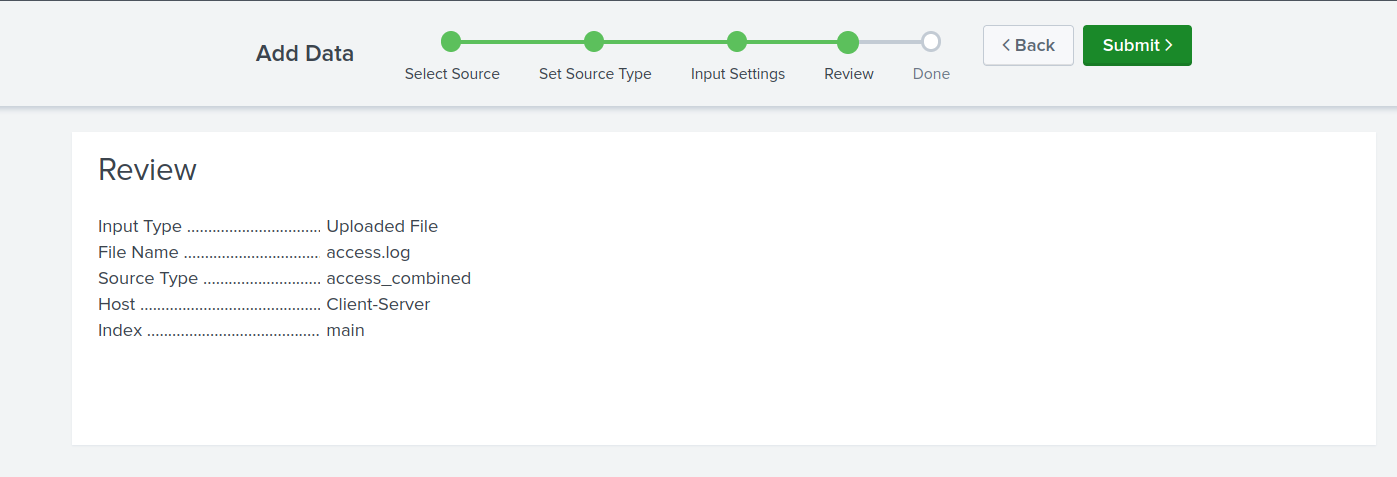 Add Data
Select Source
Set Source Type
Input Settings
Review
Done
< Back
Submit >
Review
Input Type ................................ Uploaded File
File Name ................................ access.log
Source Type ............................ access_combined
Host ........................................... Client-Server
Index ......................................... main